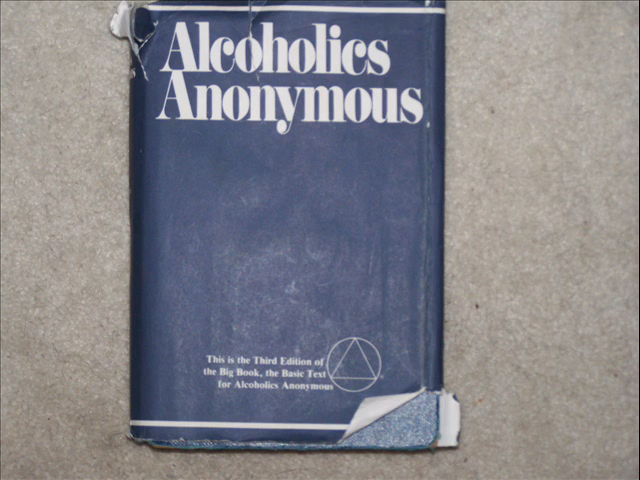 Alcoholics
Anonymous
This is the Third Edition of
the Big Book, the Basic Text
for Alcoholics Anonymous